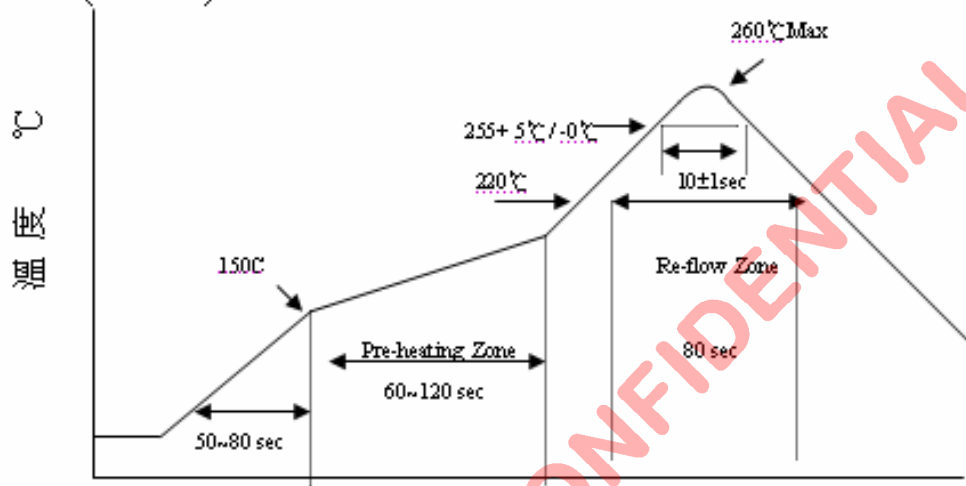 260℃Max
255+ 5℃/-0℃
10±1sec
220℃
150C
Re-flow Zone
Pre-heating Zone
80 sec
60~120 sec
50~80 sec
温度 ℃
CONFIDENTIAL